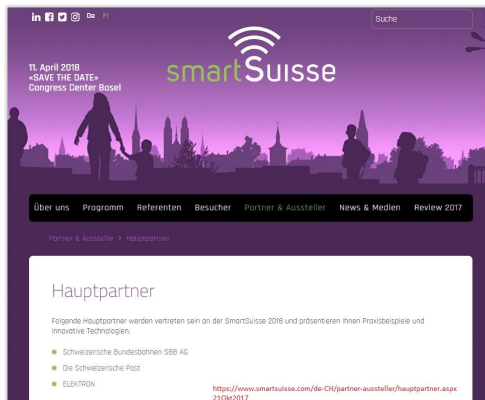 De Fr
Suche
smartSuisse
11. April 2018
«SAVE THE DATE»
Congress Center Basel
Über uns Programm Referenten Besucher Partner & Aussteller News & Medien Review 2017
Partner & Aussteller > Hauptpartner
Hauptpartner
Folgende Hauptpartner werden vertreten sein an der SmartSuisse 2018 und präsentieren Ihnen Praxisbeispiele und
innovative Technologien.
Schweizerische Bundesbahnen SBB AG
Die Schweizerische Post
ELEKTRON
https://www.smartsuisse.com/de-CH/partner-aussteller/hauptpartner.aspx
21Okt2017